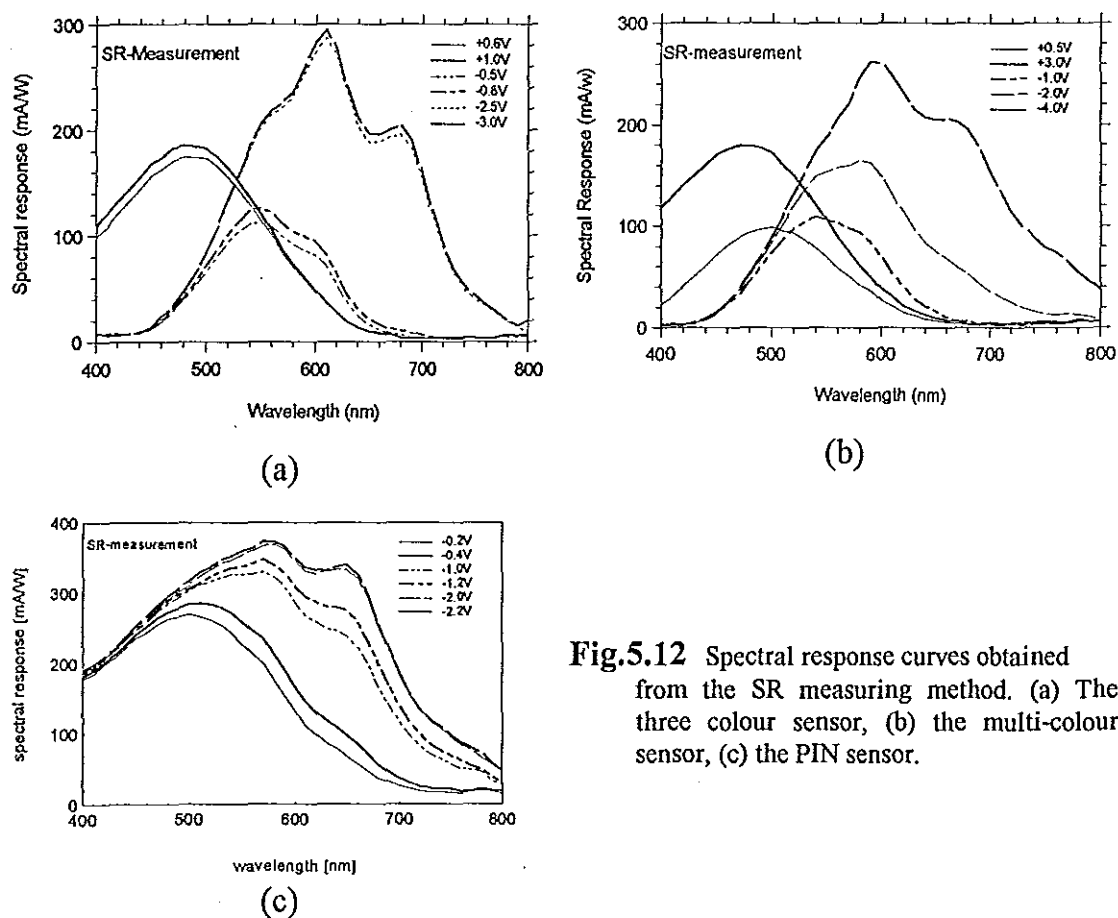 300
200
100
0
Spectral response (mA/W)
SR-Measurement
+0.6V
+1.0V
-0.5V
-0.6V
-2.5V
-3.0V
400 500 600 700 800
Wavelength (nm)
(a)
300
200
100
0
Spectral Response (mA/w)
SR-measurement
+0.5V
+3.0V
-1.0V
-2.0V
-4.0V
400 500 600 700 800
Wavelength (nm)
(b)
400
300
200
100
0
spectral response [mA/W]
SR-measurement
-0.2V
-0.4V
-1.0V
-1.2V
-2.0V
-2.2V
400 500 600 700 800
wavelength [nm]
(c)
Fig.5.12 Spectral response curves obtained
from the SR measuring method. (a) The
three colour sensor, (b) the multi-colour
sensor, (c) the PIN sensor.